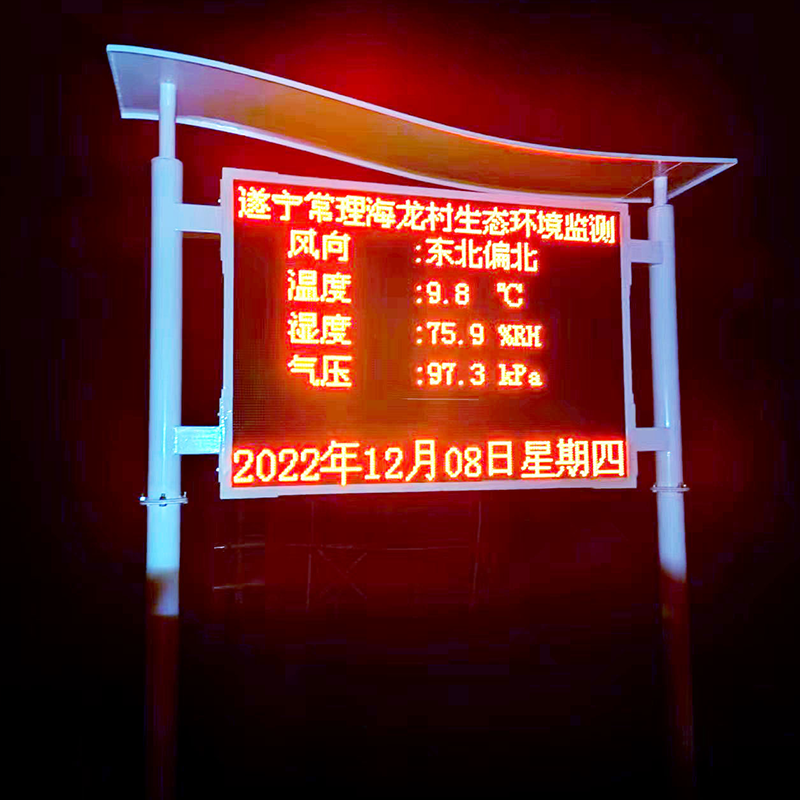 遂宁常理海龙村生态环境监测
风向 :东北偏北
温度 :9.8 ℃
湿度 :75.9 %RH
气压 :97.3 kPa
2022年12月08日星期四